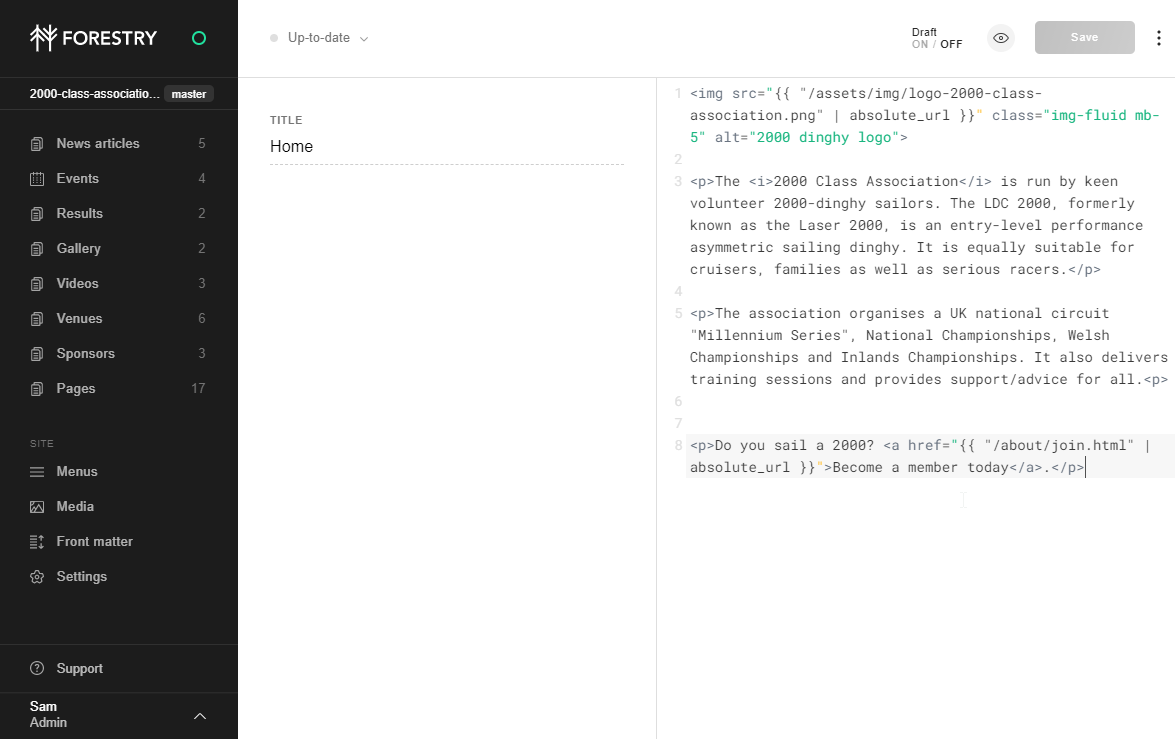 FORESTRY
2000-class-associatio... master
News articles 5
Events 4
Results 2
Gallery 2
Videos 3
Venues 6
Sponsors 3
Pages 17
SITE
Menus
Media
Front matter
Settings
Support
Sam
Admin
Up-to-date
Draft
ON / OFF
Save
TITLE
Home
1 <img src="{{ "/assets/img/logo-2000-class-
association.png" | absolute_url }}" class="img-fluid mb-
5" alt="2000 dinghy logo">
2
3 <p>The <i>2000 Class Association</i> is run by keen
volunteer 2000-dinghy sailors. The LDC 2000, formerly
known as the Laser 2000, is an entry-level performance
asymmetric sailing dinghy. It is equally suitable for
cruisers, families as well as serious racers.</p>
4
5 <p>The association organises a UK national circuit
"Millennium Series", National Championships, Welsh
Championships and Inlands Championships. It also delivers
training sessions and provides support/advice for all.<p>
6
7
8 <p>Do you sail a 2000? <a href="{{ "/about/join.html" |
absolute_url }}">Become a member today</a>.</p>